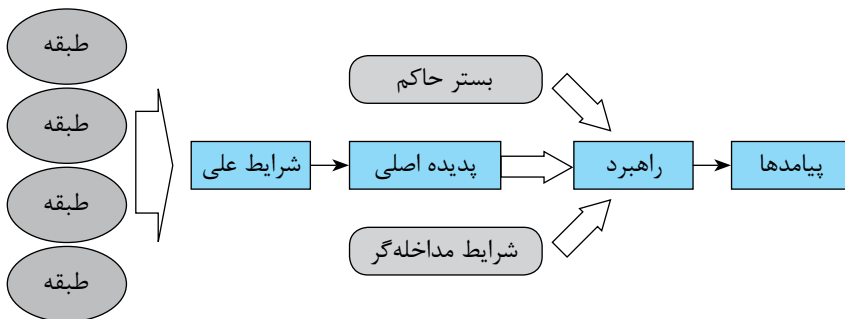 طبقه
طبقه
طبقه
طبقه
بستر حاکم
شرایط علی
پدیده اصلی
راهبرد
پیامدها
شرایط مداخله‌گر